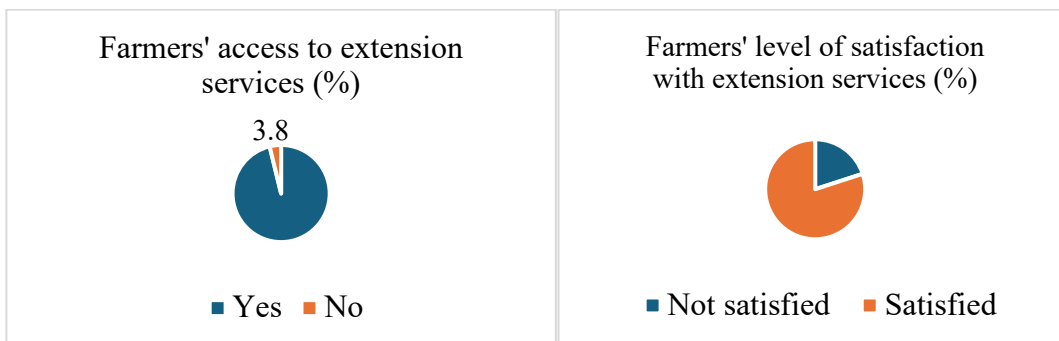 Farmers' access to extension
services (%)
3.8
Yes No
Farmers' level of satisfaction
with extension services (%)
Not satisfied Satisfied